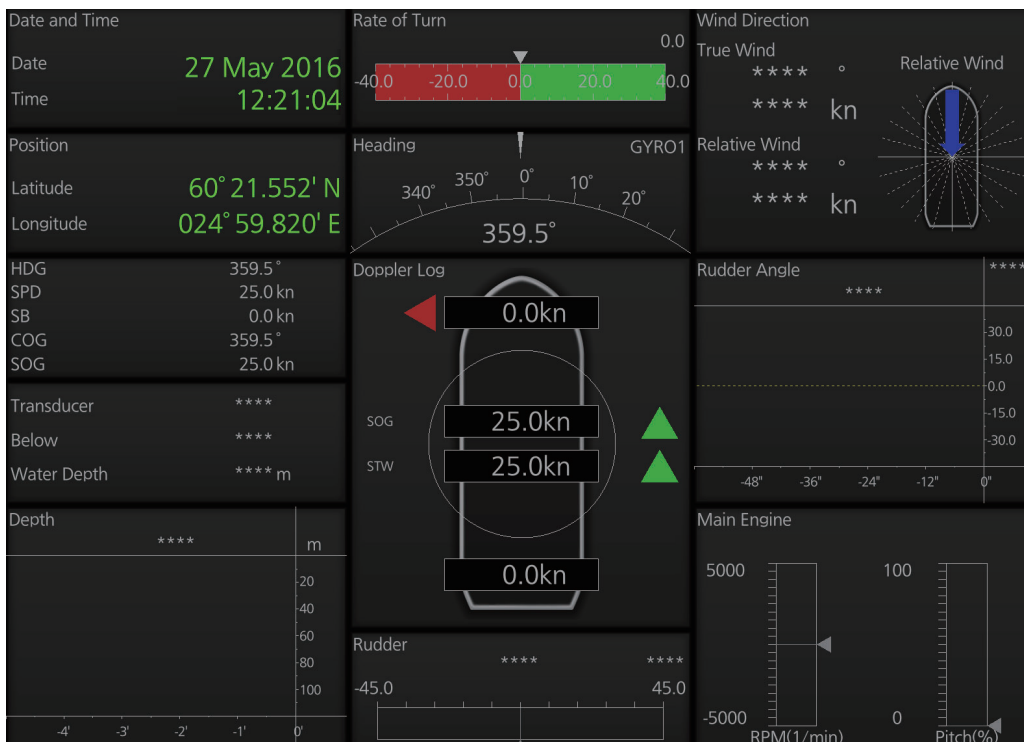 Date and Time
Date 27 May 2016
Time 12:21:04
Rate of Turn
0.0
-40.0 -20.0 0.0 20.0 40.0
Wind Direction
True Wind
**** °
**** kn
Relative Wind
**** °
**** kn
Relative Wind
Position
Latitude 60° 21.552' N
Longitude 024° 59.820' E
Heading GYRO1
340° 350° 0° 10° 20°
359.5°
HDG 359.5°
SPD 25.0 kn
SB 0.0 kn
COG 359.5°
SOG 25.0 kn
Doppler Log
0.0kn
SOG 25.0kn
STW 25.0kn
0.0kn
Rudder Angle
****
****
30.0
15.0
0.0
-15.0
-30.0
-48" -36" -24" -12" 0"
Transducer ****
Below ****
Water Depth **** m
Depth
**** m
20
40
60
80
100
-4' -3' -2' -1' 0'
Rudder
**** ****
-45.0 45.0
Main Engine
5000 100
-5000 0
RPM(1/min) Pitch(%)